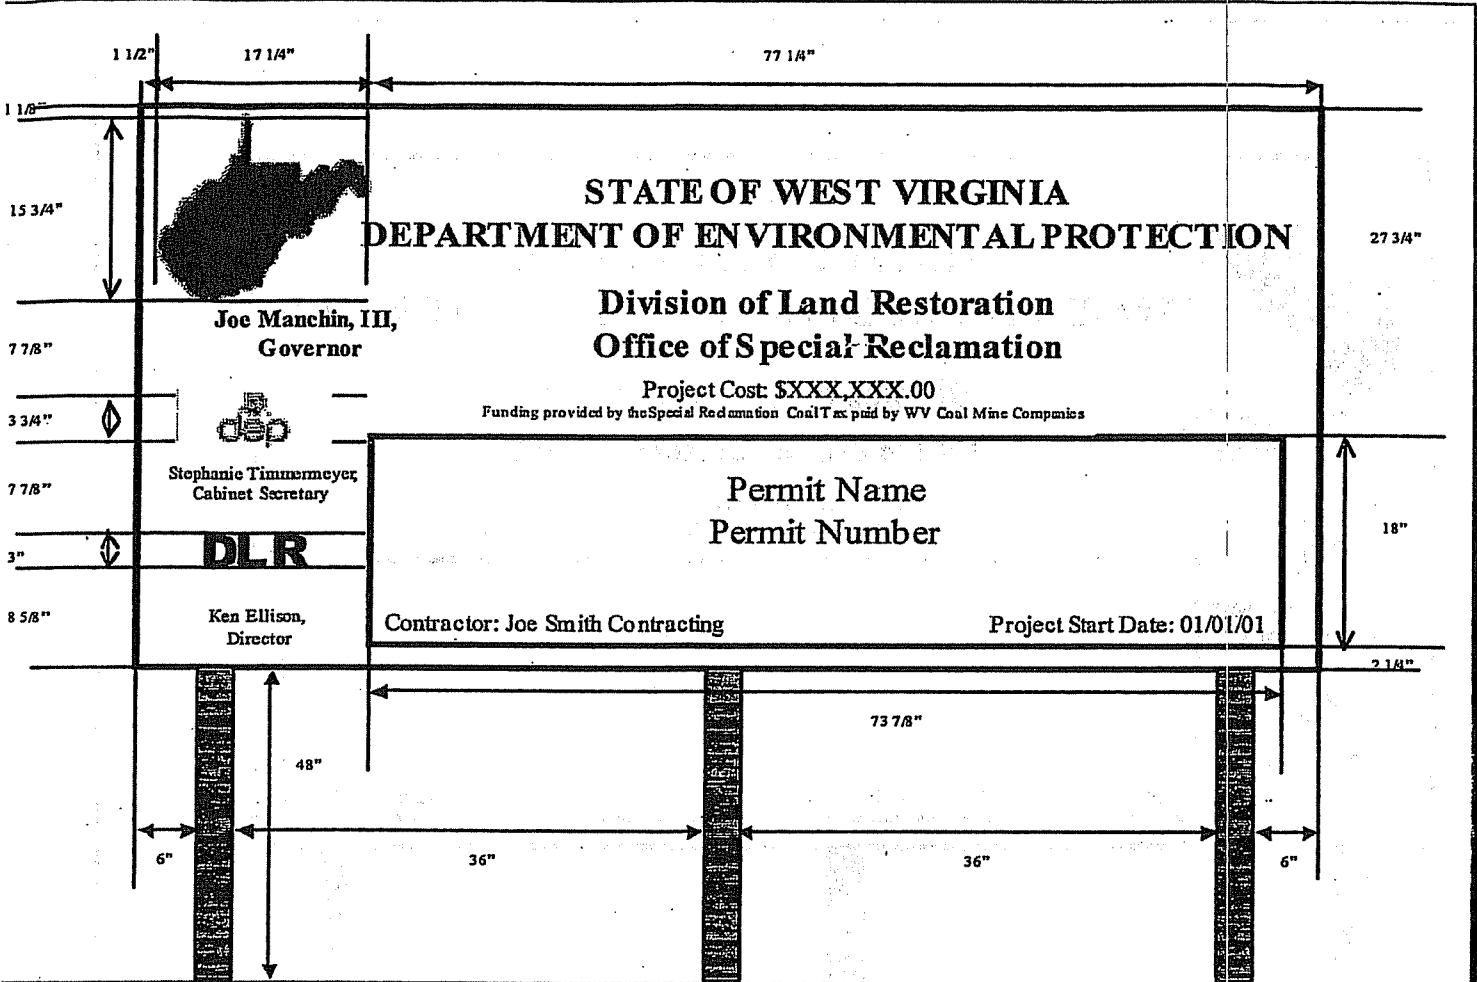 1 1/2"
17 1/4"
77 1/4"
1 1/8"
15 3/4"
STATE OF WEST VIRGINIA
DEPARTMENT OF ENVIRONMENTAL PROTECTION
27 3/4"
Division of Land Restoration
Joe Manchin, III,
Governor
7 7/8"
Office of Special Reclamation
Project Cost: $XXX,XXX.00
Funding provided by the Special Reclamation Coal Tax paid by WV Coal Mine Companies
3 3/4"
dep
Stephanie Timmermeyer,
Cabinet Secretary
7 7/8"
Permit Name
Permit Number
18"
DLR
3"
8 5/8"
Ken Ellison,
Director
Contractor: Joe Smith Contracting
Project Start Date: 01/01/01
2 1/4"
73 7/8"
48"
6"
36"
36"
6"